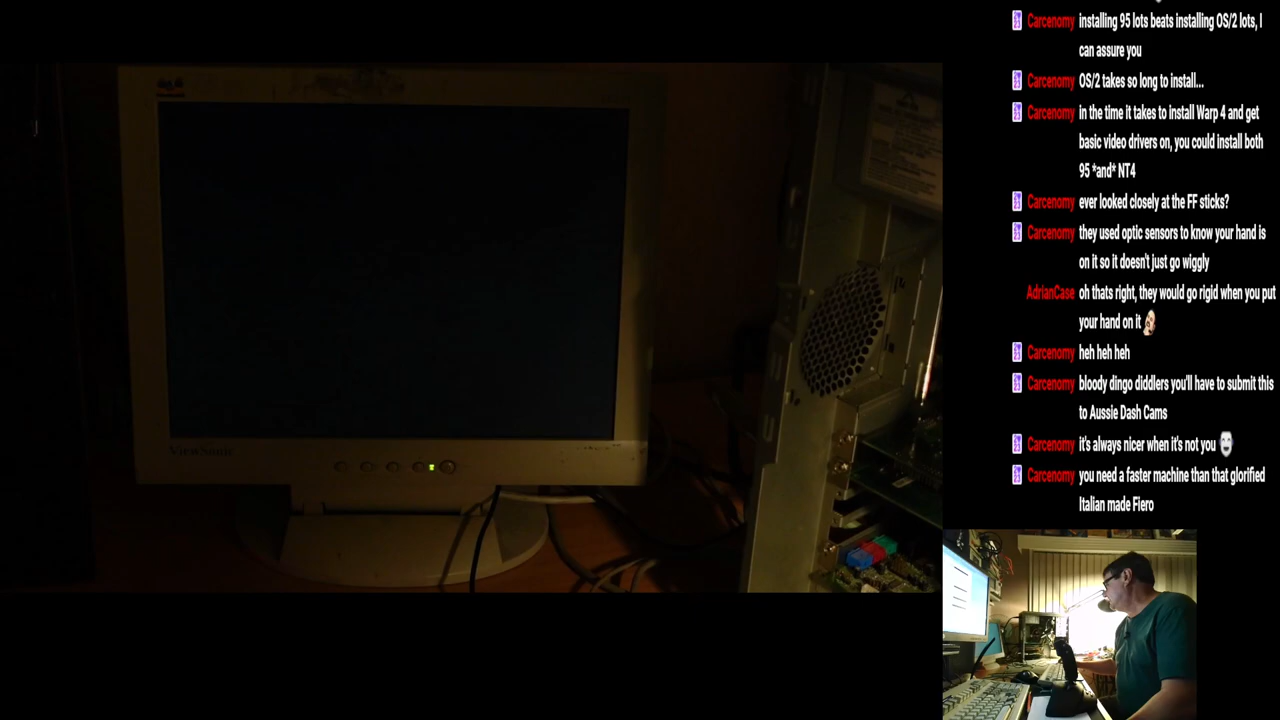 Carcenomy installing 95 lots beats installing OS/2 lots, I
can assure you
Carcenomy OS/2 takes so long to install...
Carcenomy in the time it takes to install Warp 4 and get
basic video drivers on, you could install both
95 *and* NT4
Carcenomy ever looked closely at the FF sticks?
Carcenomy they used optic sensors to know your hand is
on it so it doesn't just go wiggly
AdrianCase oh thats right, they would go rigid when you put
your hand on it
Carcenomy heh heh heh
Carcenomy bloody dingo diddlers you'll have to submit this
to Aussie Dash Cams
Carcenomy it's always nicer when it's not you
Carcenomy you need a faster machine than that glorified
Italian made Fiero
ViewSonic